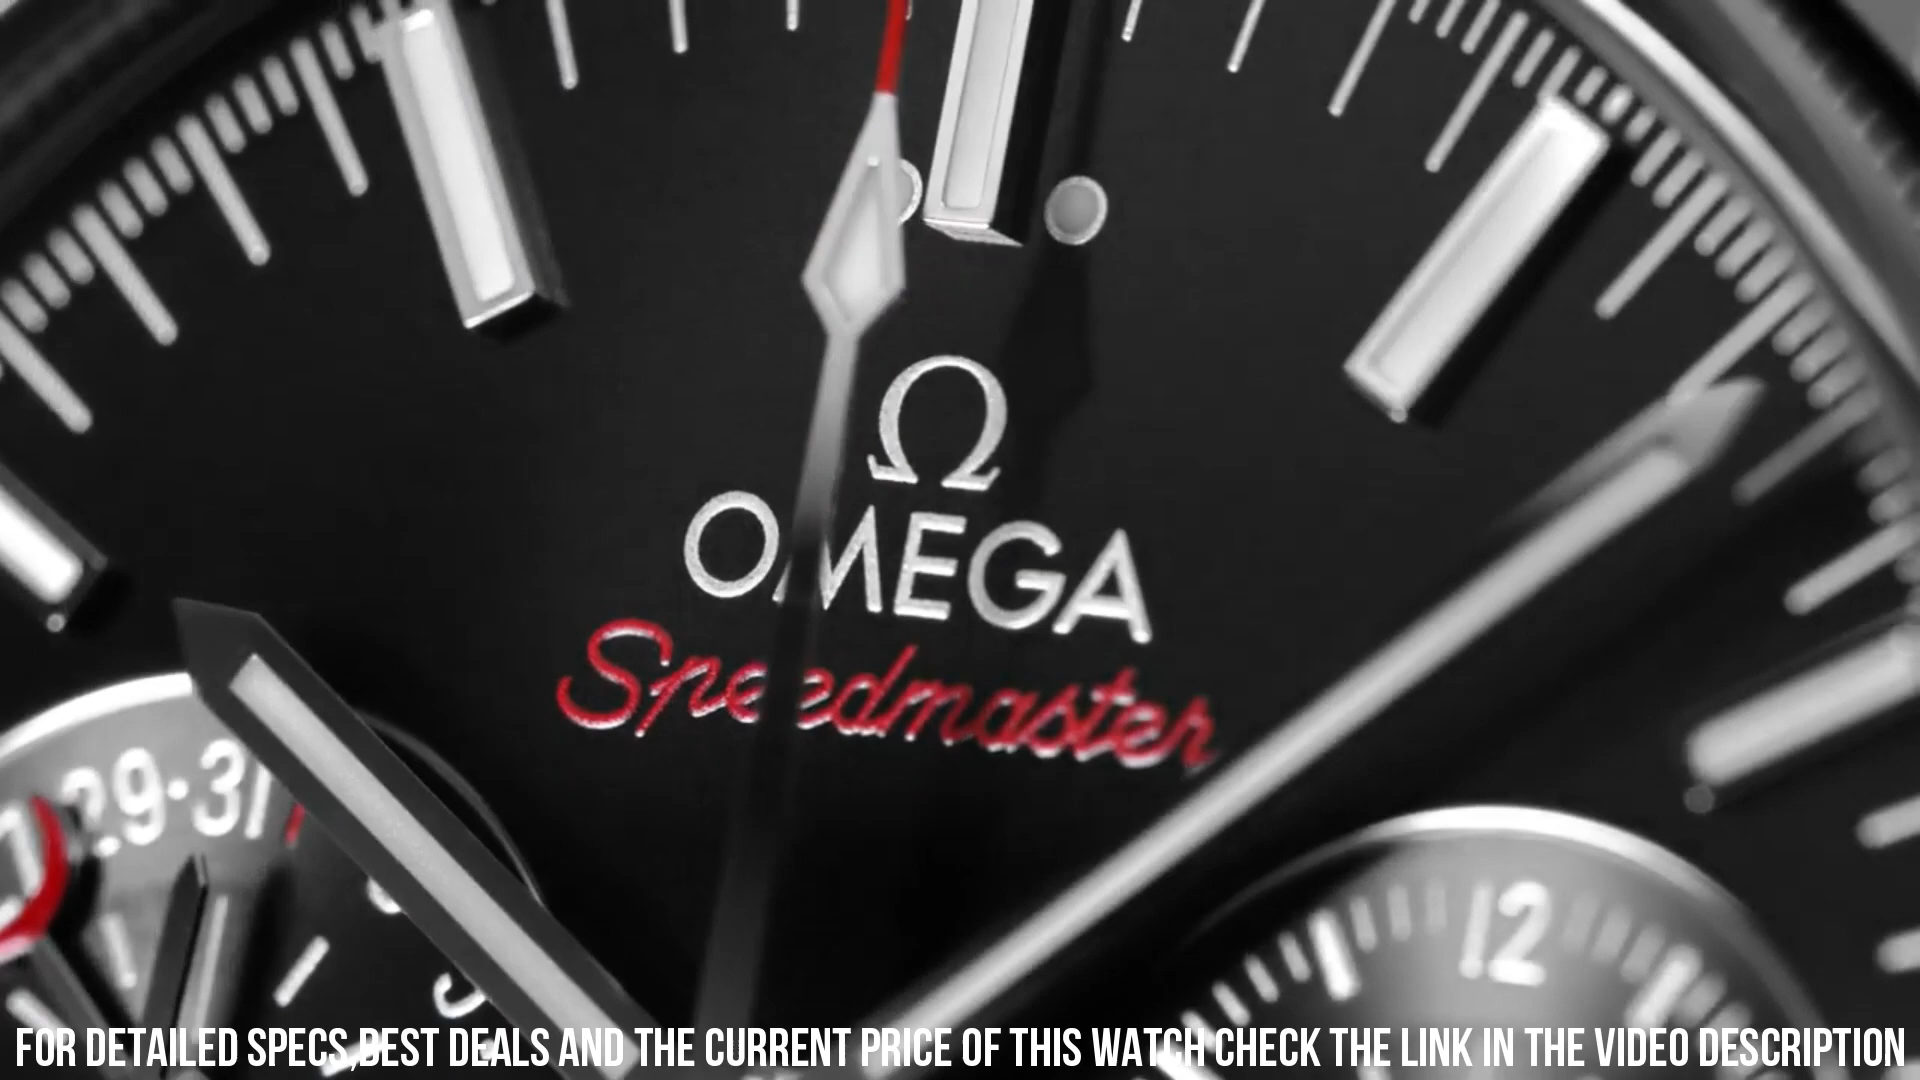 Ω
OMEGA
Speedmaster
29·31
12
FOR DETAILED SPECS,BEST DEALS AND THE CURRENT PRICE OF THIS WATCH CHECK THE LINK IN THE VIDEO DESCRIPTION